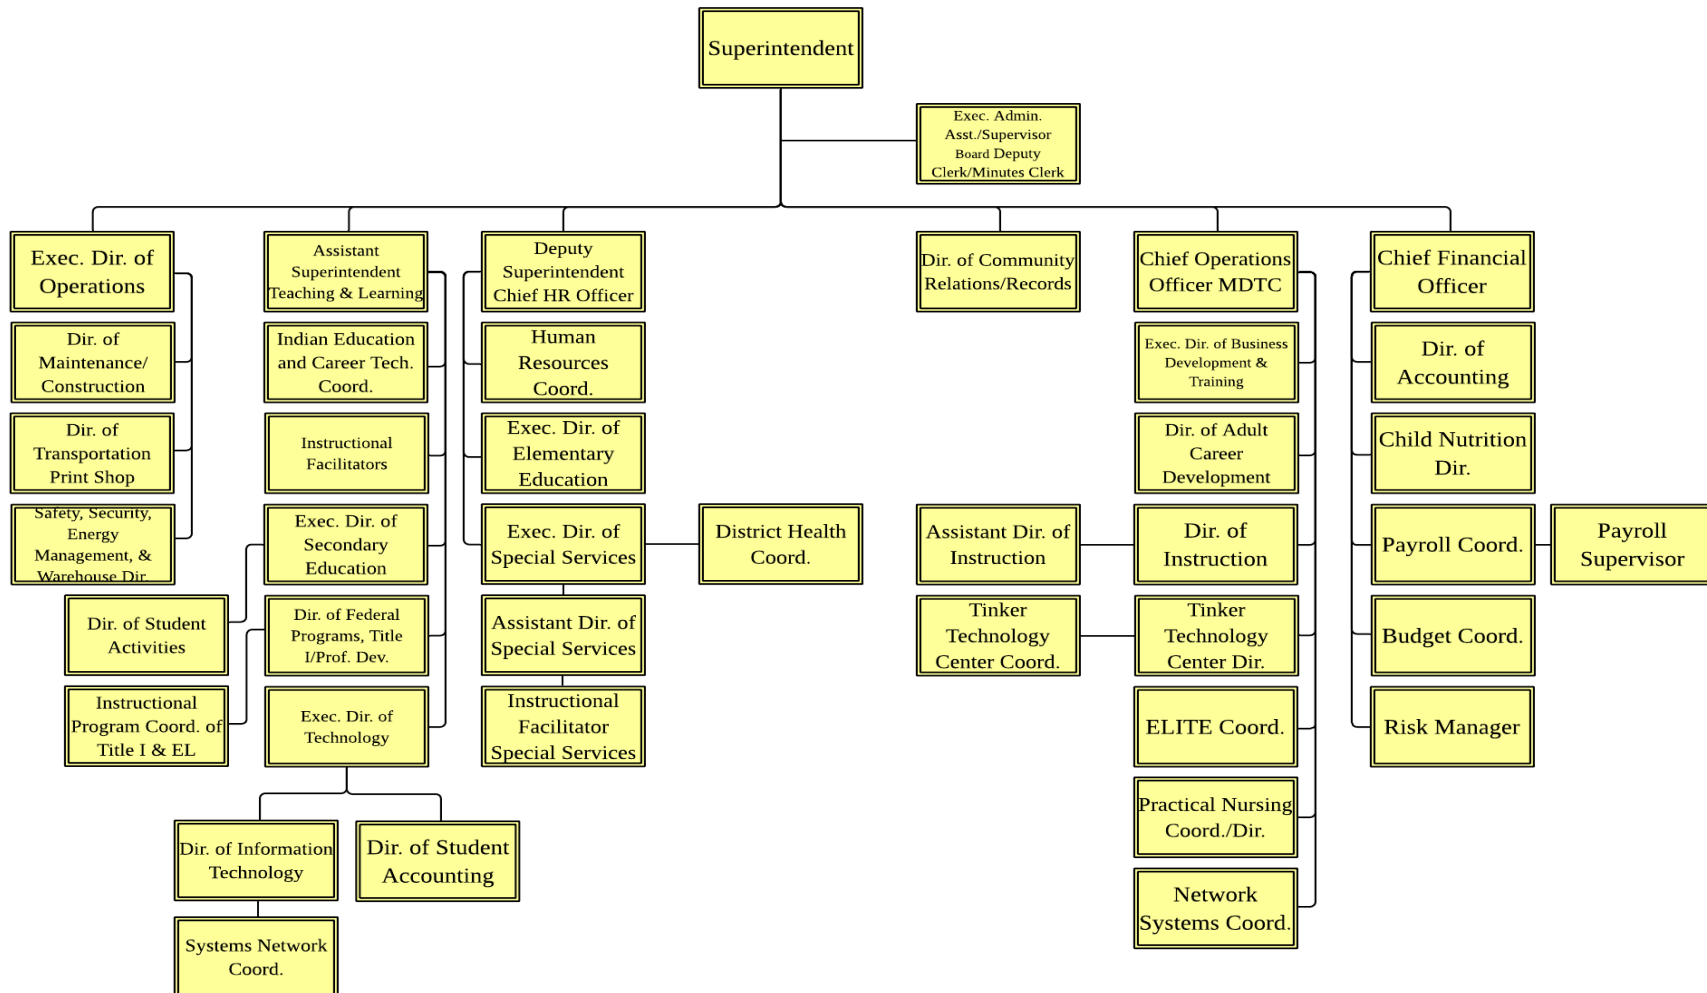 Superintendent
Exec. Admin.
Asst./Supervisor
Board Deputy
Clerk/Minutes Clerk
Exec. Dir. of
Operations
Assistant
Superintendent
Teaching & Learning
Deputy
Superintendent
Chief HR Officer
Dir. of Community
Relations/Records
Chief Operations
Officer MDTC
Chief Financial
Officer
Dir. of
Maintenance/
Construction
Indian Education
and Career Tech.
Coord.
Human
Resources
Coord.
Exec. Dir. of Business
Development &
Training
Dir. of
Accounting
Dir. of
Transportation
Print Shop
Instructional
Facilitators
Exec. Dir. of
Elementary
Education
Dir. of Adult
Career
Development
Child Nutrition
Dir.
Safety, Security,
Energy
Management, &
Warehouse Dir.
Exec. Dir. of
Secondary
Education
Exec. Dir. of
Special Services
District Health
Coord.
Assistant Dir. of
Instruction
Dir. of
Instruction
Payroll Coord.
Payroll
Supervisor
Dir. of Student
Activities
Dir. of Federal
Programs, Title
I/Prof. Dev.
Assistant Dir. of
Special Services
Tinker
Technology
Center Coord.
Tinker
Technology
Center Dir.
Budget Coord.
Instructional
Program Coord. of
Title I & EL
Exec. Dir. of
Technology
Instructional
Facilitator
Special Services
ELITE Coord.
Risk Manager
Practical Nursing
Coord./Dir.
Dir. of Information
Technology
Dir. of Student
Accounting
Network
Systems Coord.
Systems Network
Coord.